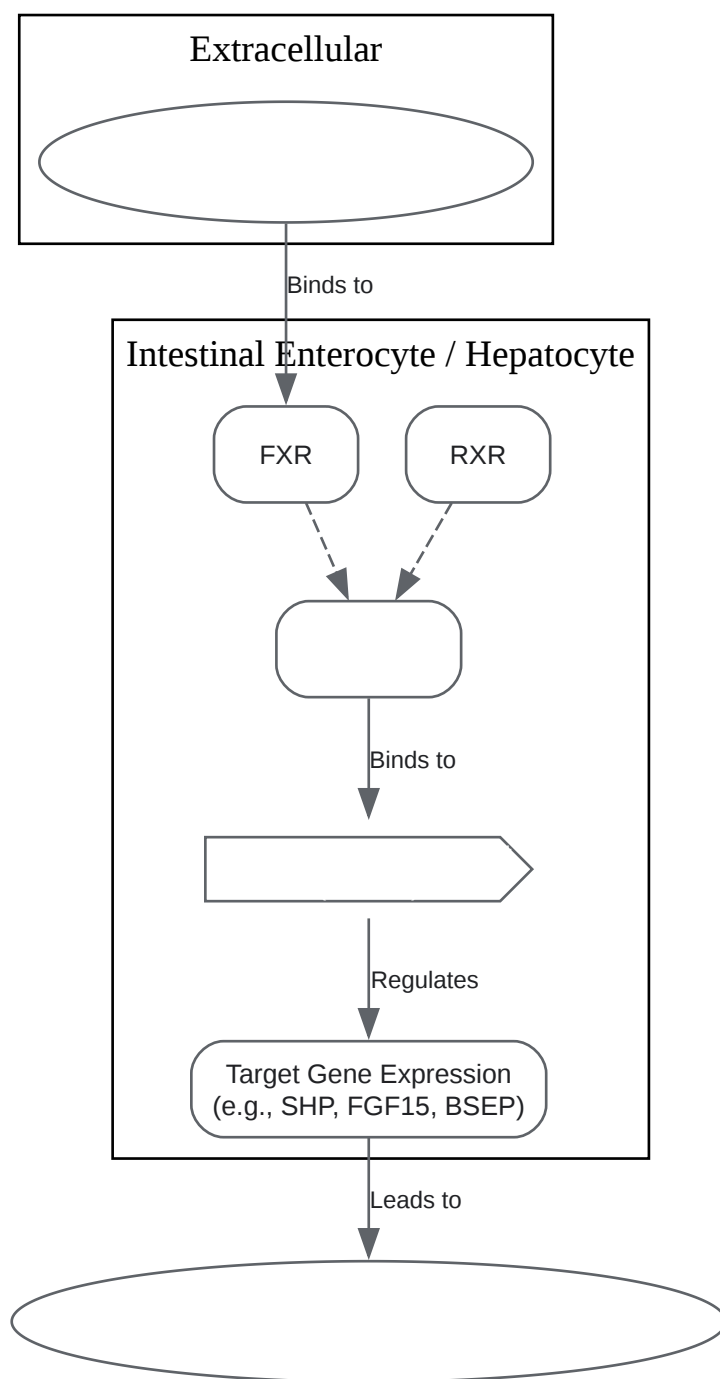 Extracellular
Binds to
Intestinal Enterocyte / Hepatocyte
FXR
RXR
Binds to
Regulates
Target Gene Expression
(e.g., SHP, FGF15, BSEP)
Leads to